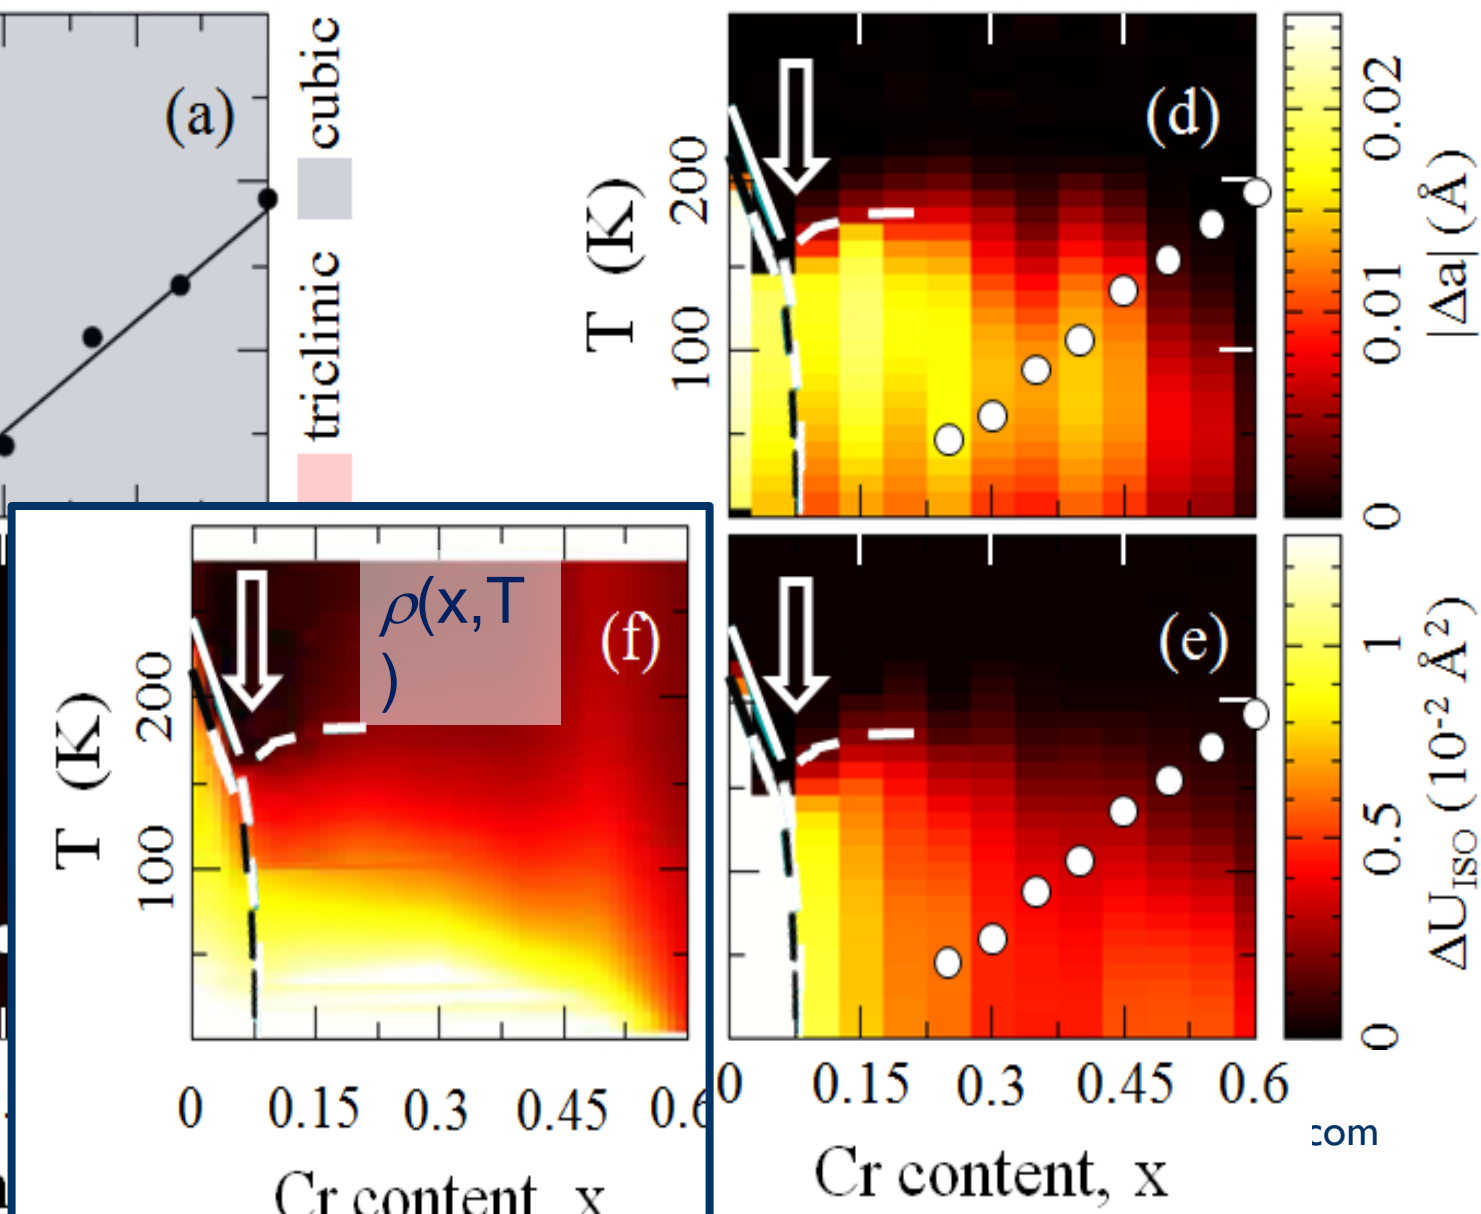 (a)
cubic
triclinic
(d)
T (K)
200
100
0.02
0.01
0
|Δa| (Å)
ρ(x,T
)
(f)
T (K)
200
100
0
0.15
0.3
0.45
0.6
Cr content, x
(e)
1
0.5
0
ΔU_ISO (10⁻² Å²)
0
0.15
0.3
0.45
0.6
Cr content, x
com